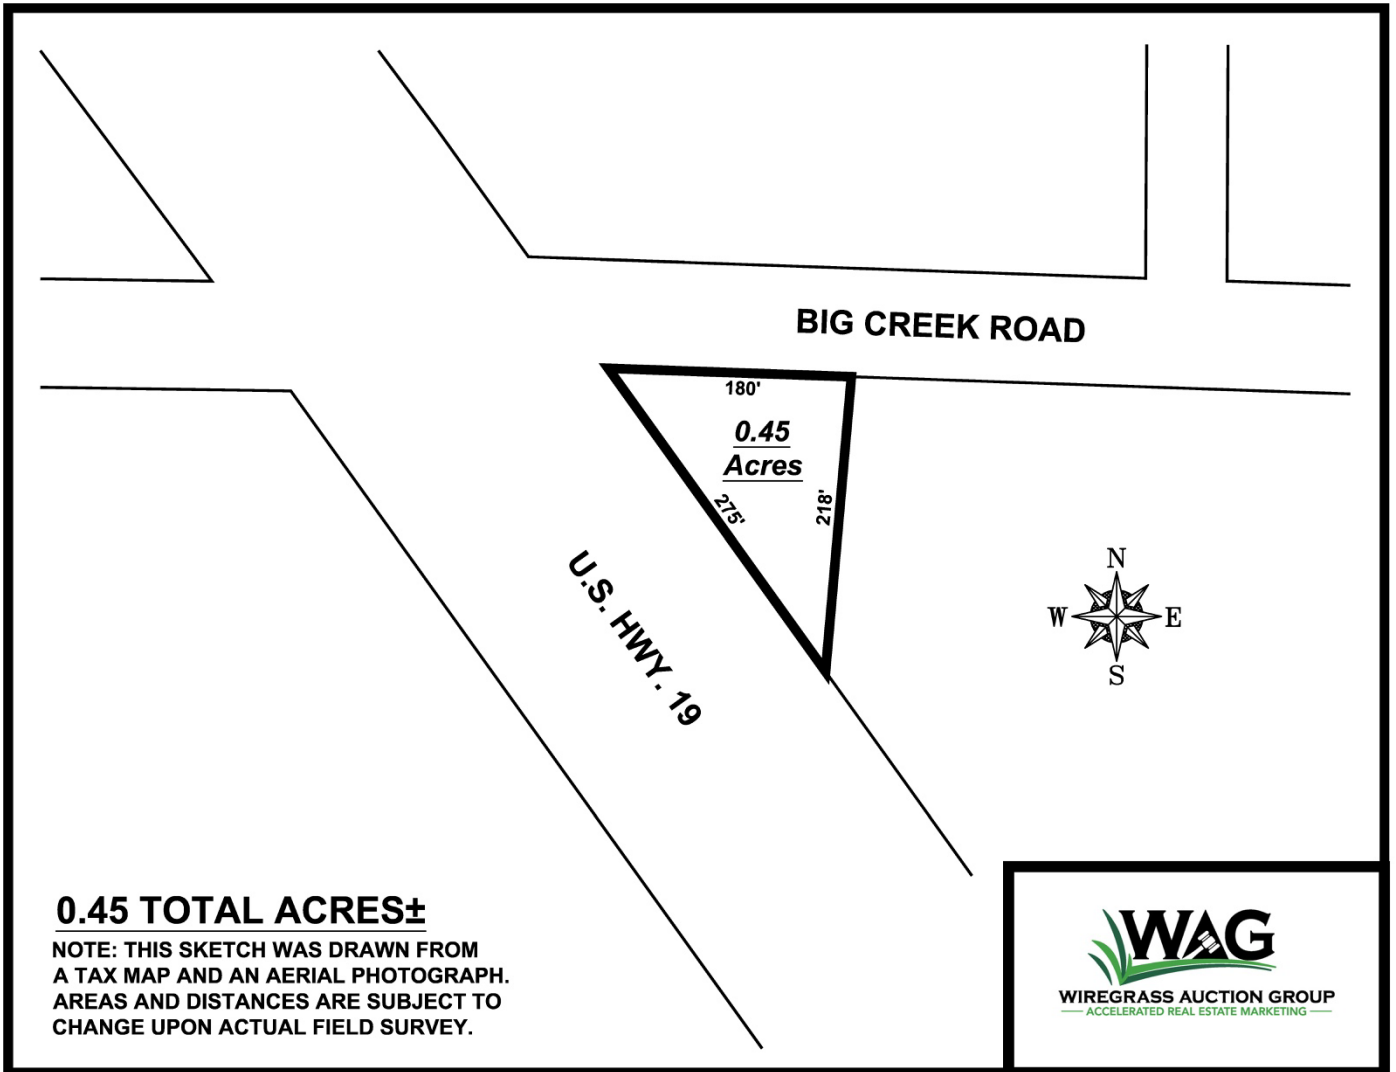 BIG CREEK ROAD
180'
0.45
Acres
275'
218'
U.S. HWY. 19
N
W E
S
0.45 TOTAL ACRES±
NOTE: THIS SKETCH WAS DRAWN FROM
A TAX MAP AND AN AERIAL PHOTOGRAPH.
AREAS AND DISTANCES ARE SUBJECT TO
CHANGE UPON ACTUAL FIELD SURVEY.
WAG
WIREGRASS AUCTION GROUP
ACCELERATED REAL ESTATE MARKETING